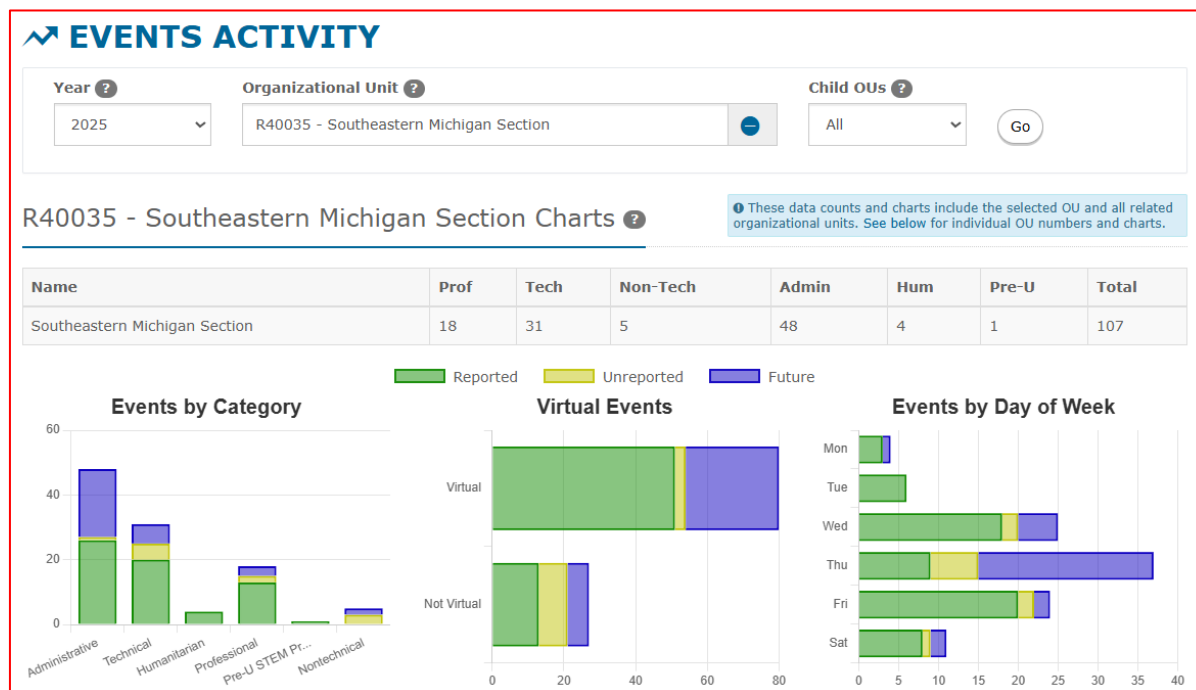 EVENTS ACTIVITY
Year ? Organizational Unit ? Child OUs ?
2025 R40035 - Southeastern Michigan Section All Go
R40035 - Southeastern Michigan Section Charts ?
These data counts and charts include the selected OU and all related
organizational units. See below for individual OU numbers and charts.
Name Prof Tech Non-Tech Admin Hum Pre-U Total
Southeastern Michigan Section 18 31 5 48 4 1 107
Reported Unreported Future
Events by Category
60
40
20
0
Administrative
Technical
Humanitarian
Professional
Pre-U STEM Pr...
Nontechnical
Virtual Events
Virtual
Not Virtual
0 20 40 60 80
Events by Day of Week
Mon
Tue
Wed
Thu
Fri
Sat
0 5 10 15 20 25 30 35 40